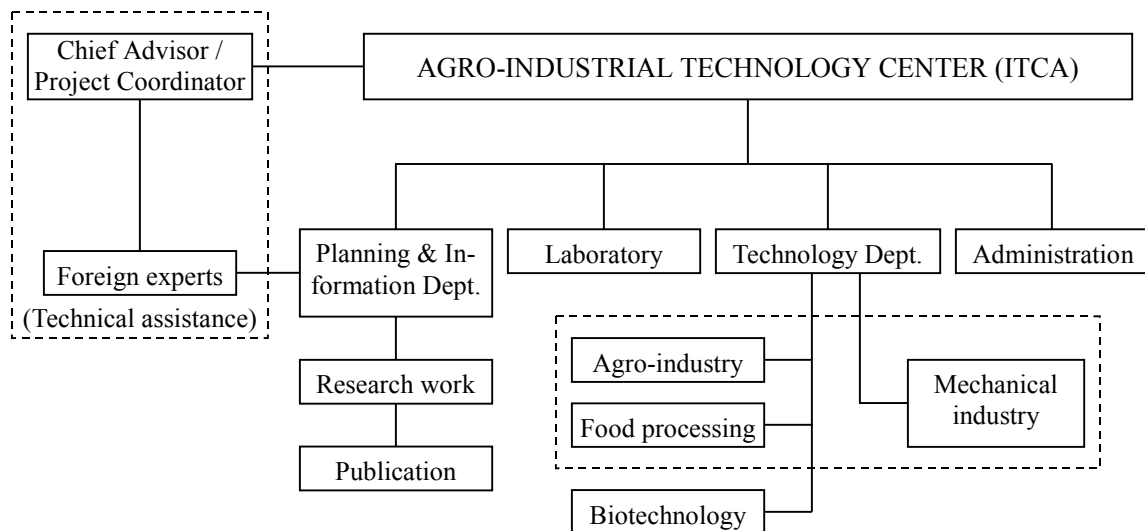 Chief Advisor /
Project Coordinator
AGRO-INDUSTRIAL TECHNOLOGY CENTER (ITCA)
Foreign experts
(Technical assistance)
Planning & In-
formation Dept.
Laboratory
Technology Dept.
Administration
Research work
Publication
Agro-industry
Food processing
Biotechnology
Mechanical
industry